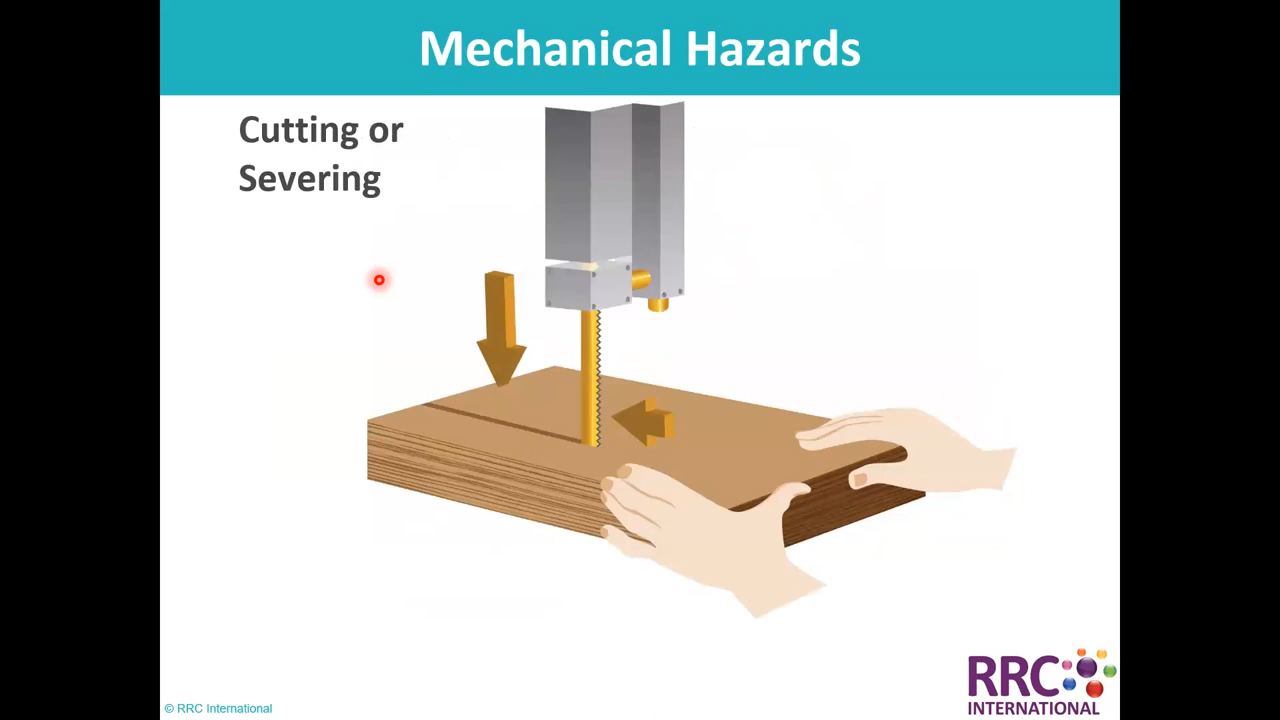 Mechanical Hazards
Cutting or
Severing
© RRC International
RRC
INTERNATIONAL